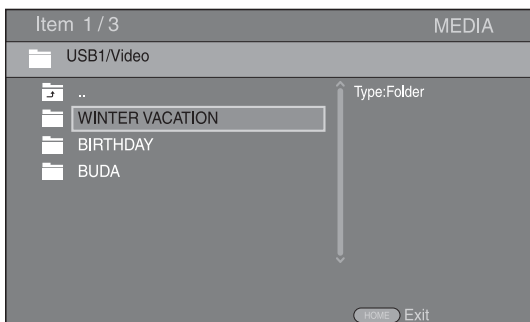 Item 1/3 MEDIA
USB1/Video
..
Type:Folder
WINTER VACATION
BIRTHDAY
BUDA
HOME Exit